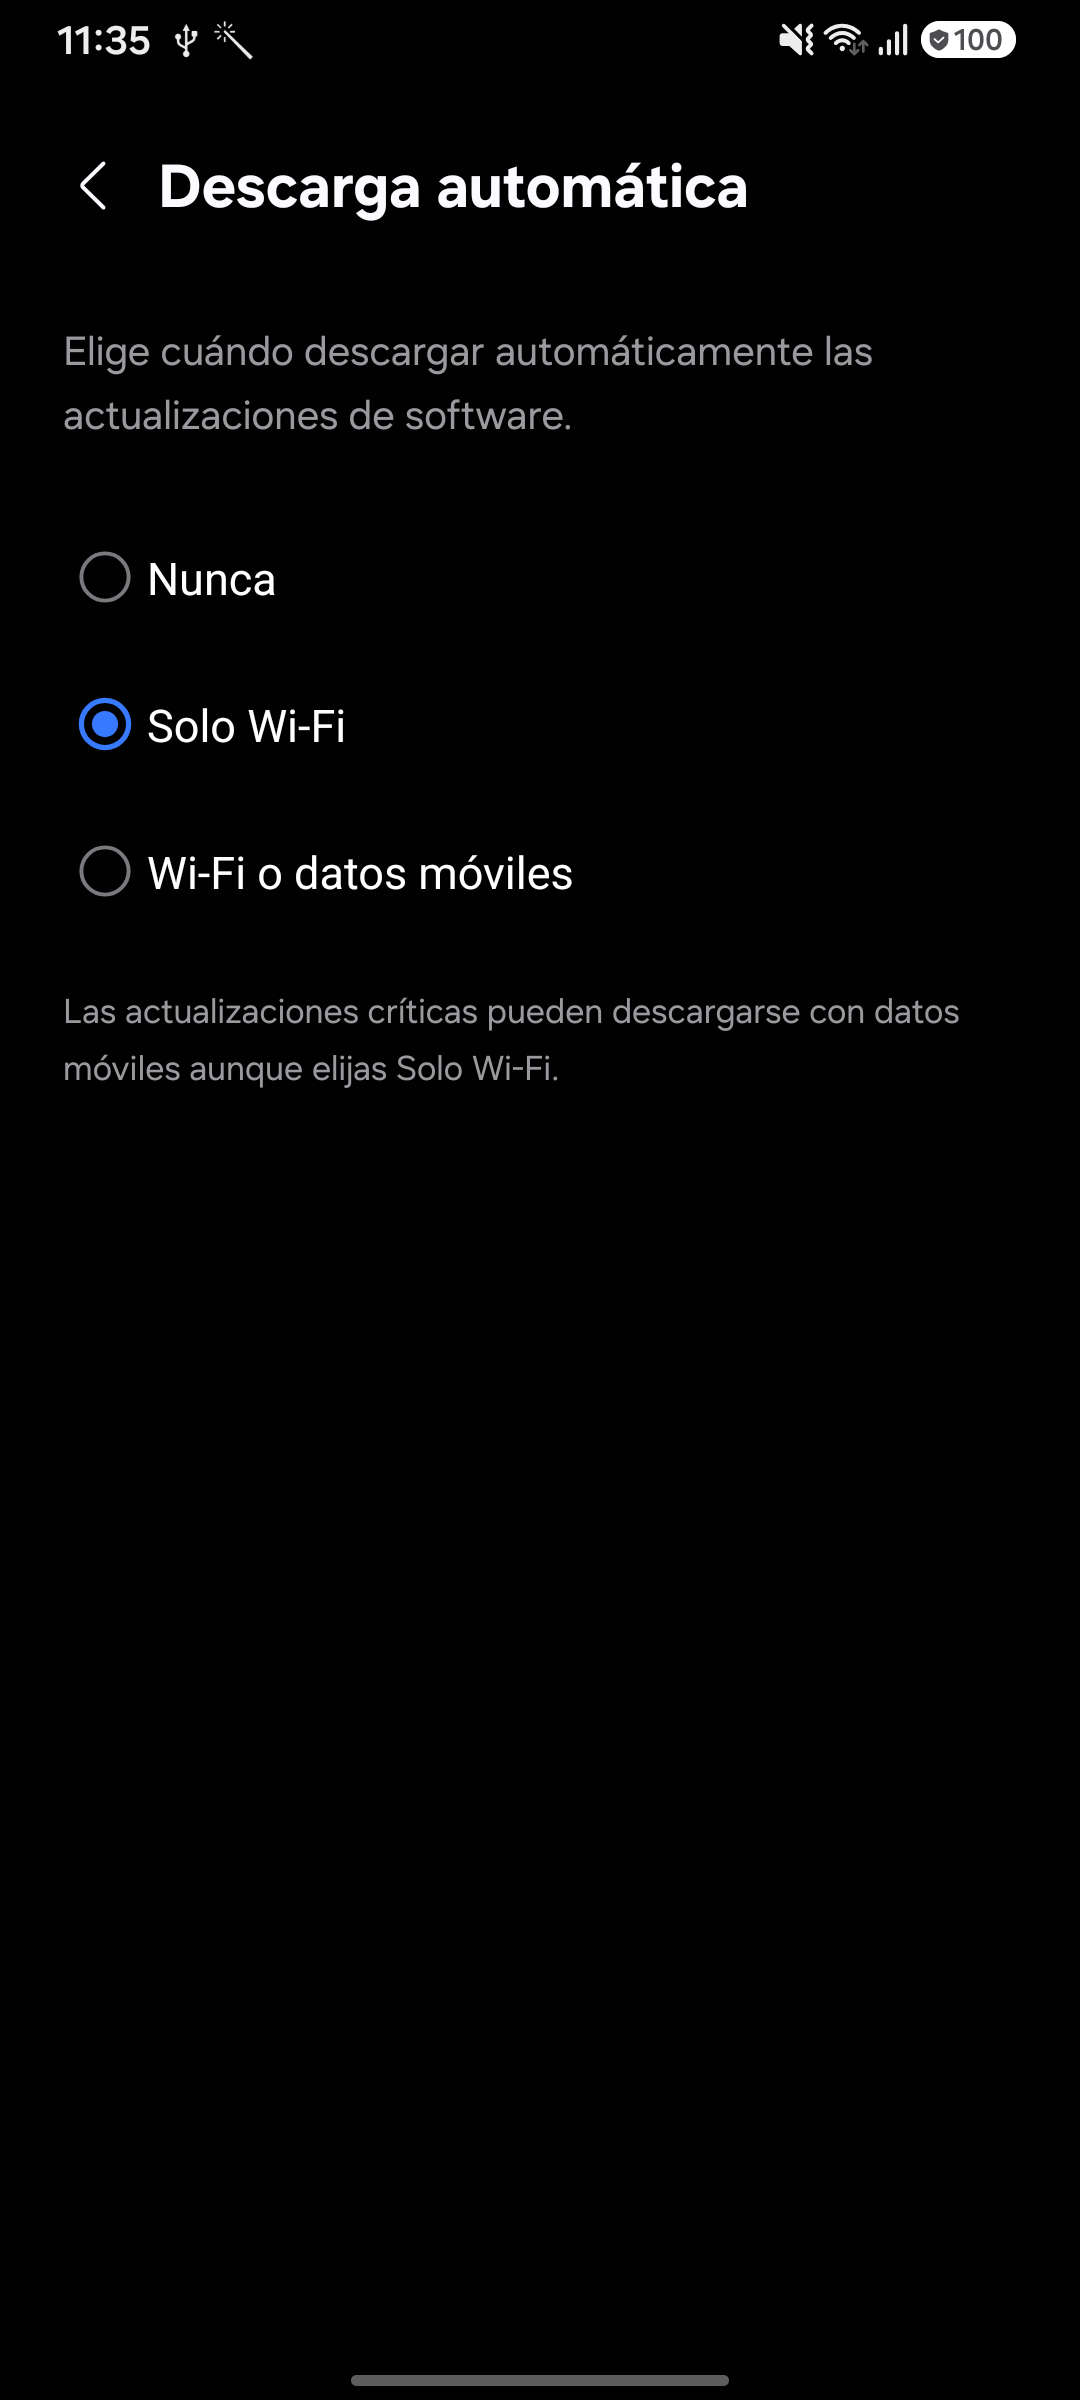 11:35
100
Descarga automática
Elige cuándo descargar automáticamente las
actualizaciones de software.
Nunca
Solo Wi-Fi
Wi-Fi o datos móviles
Las actualizaciones críticas pueden descargarse con datos
móviles aunque elijas Solo Wi-Fi.